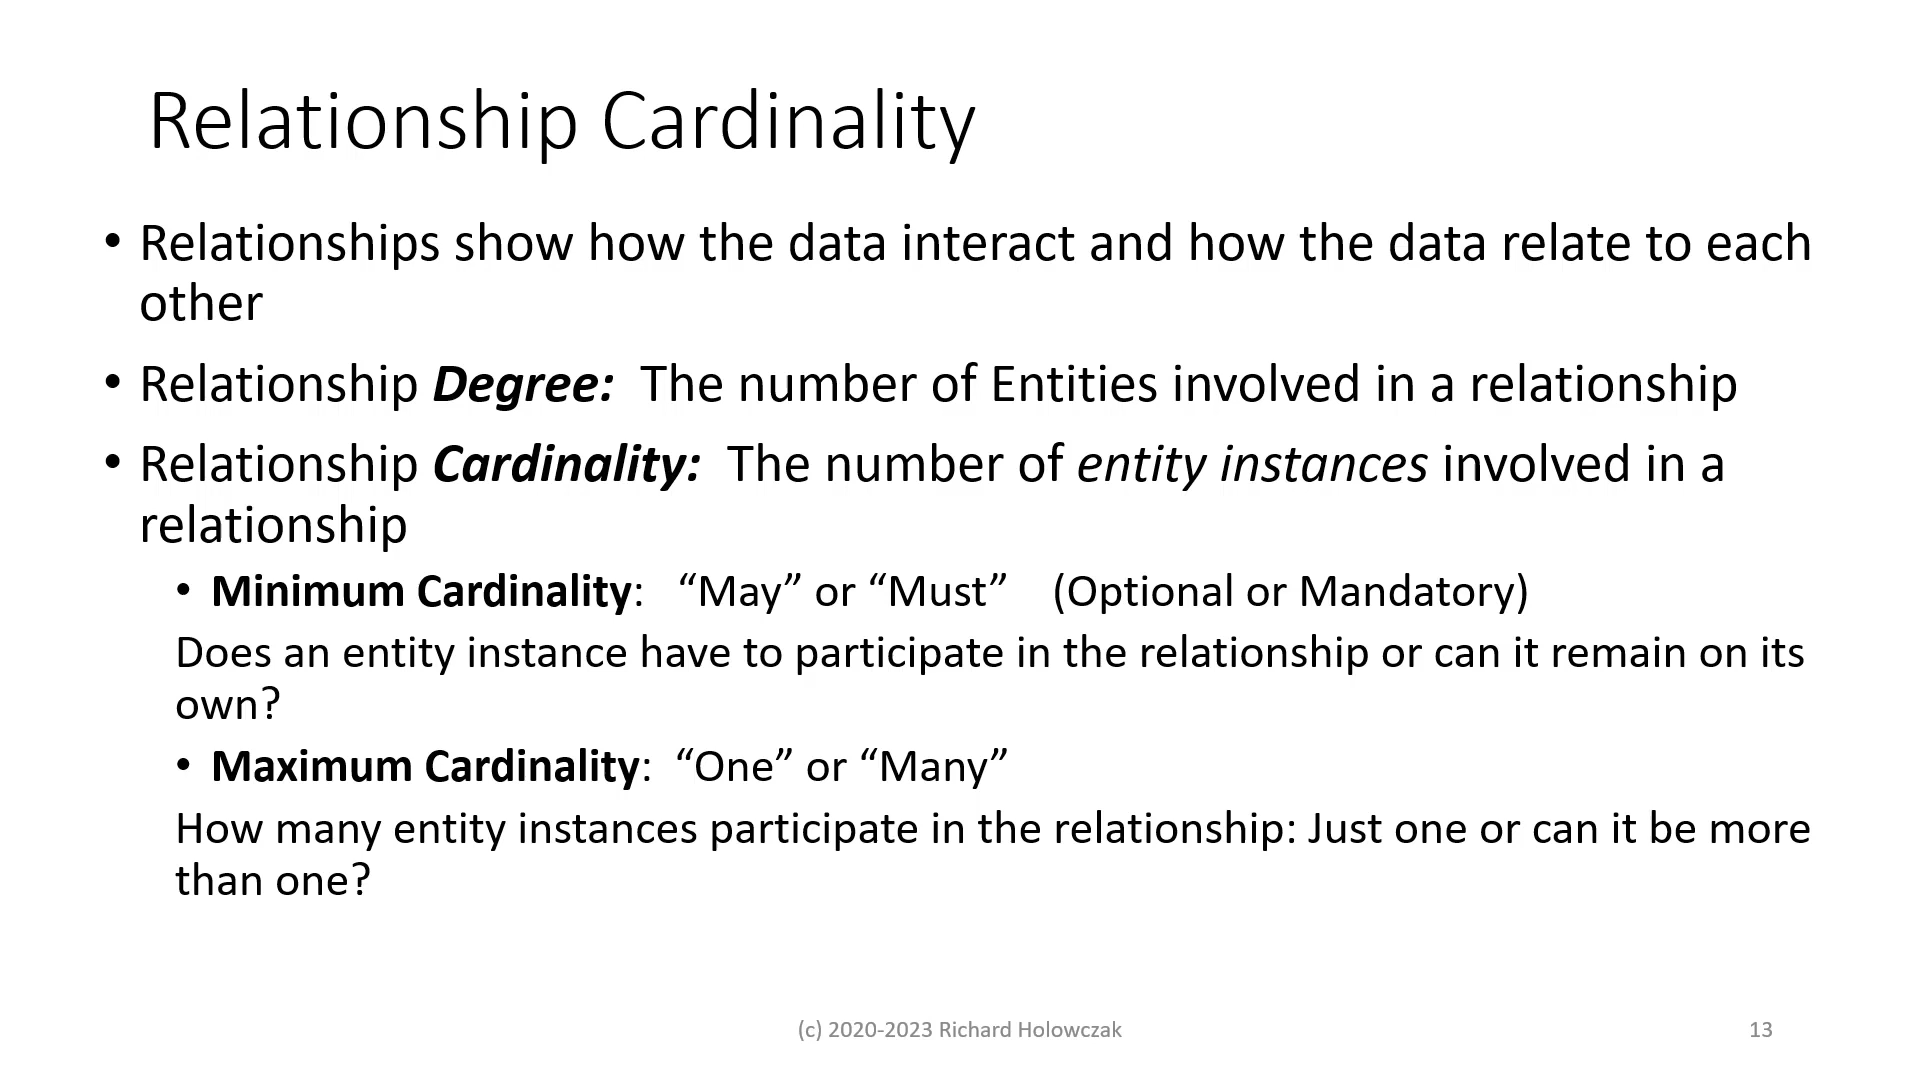 Relationship Cardinality
• Relationships show how the data interact and how the data relate to each
other
• Relationship Degree:  The number of Entities involved in a relationship
• Relationship Cardinality:  The number of entity instances involved in a
relationship
• Minimum Cardinality:   “May” or “Must”    (Optional or Mandatory)
Does an entity instance have to participate in the relationship or can it remain on its
own?
• Maximum Cardinality:  “One” or “Many”
How many entity instances participate in the relationship: Just one or can it be more
than one?
(c) 2020-2023 Richard Holowczak
13